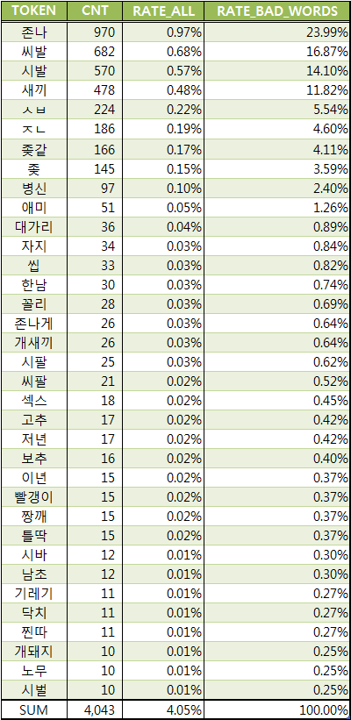 TOKEN CNT RATE_ALL RATE_BAD_WORDS
존나 970 0.97% 23.99%
씨발 682 0.68% 16.87%
시발 570 0.57% 14.10%
새끼 478 0.48% 11.82%
ㅅㅂ 224 0.22% 5.54%
ㅈㄴ 186 0.19% 4.60%
좆같 166 0.17% 4.11%
좆 145 0.15% 3.59%
병신 97 0.10% 2.40%
애미 51 0.05% 1.26%
대가리 36 0.04% 0.89%
자지 34 0.03% 0.84%
씹 33 0.03% 0.82%
한남 30 0.03% 0.74%
꼴리 28 0.03% 0.69%
존나게 26 0.03% 0.64%
개새끼 26 0.03% 0.64%
시팔 25 0.03% 0.62%
씨팔 21 0.02% 0.52%
섹스 18 0.02% 0.45%
고추 17 0.02% 0.42%
저년 17 0.02% 0.42%
보추 16 0.02% 0.40%
이년 15 0.02% 0.37%
빨갱이 15 0.02% 0.37%
짱깨 15 0.02% 0.37%
틀딱 15 0.02% 0.37%
시바 12 0.01% 0.30%
남초 12 0.01% 0.30%
기레기 11 0.01% 0.27%
닥치 11 0.01% 0.27%
찐따 11 0.01% 0.27%
개돼지 10 0.01% 0.25%
노무 10 0.01% 0.25%
시벌 10 0.01% 0.25%
SUM 4,043 4.05% 100.00%